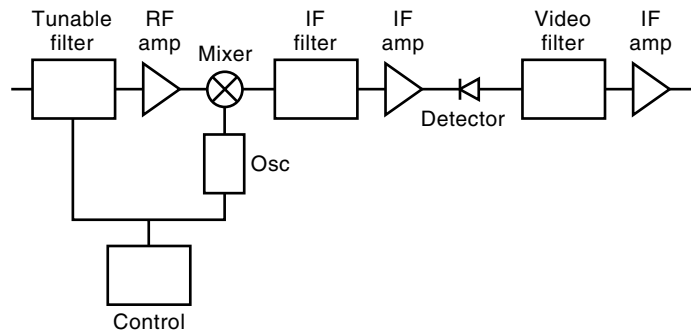 Tunable
filter
RF
amp
Mixer
IF
filter
IF
amp
Detector
Video
filter
IF
amp
Osc
Control